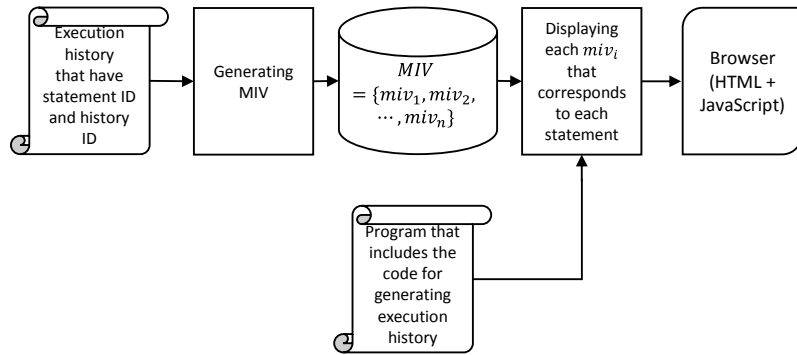 Execution
history
that have
statement ID
and history
ID
Generating
MIV
MIV
= {miv₁, miv₂,
⋯, mivₙ}
Displaying
each mivᵢ
that
corresponds
to each
statement
Browser
(HTML +
JavaScript)
Program that
includes the
code for
generating
execution
history